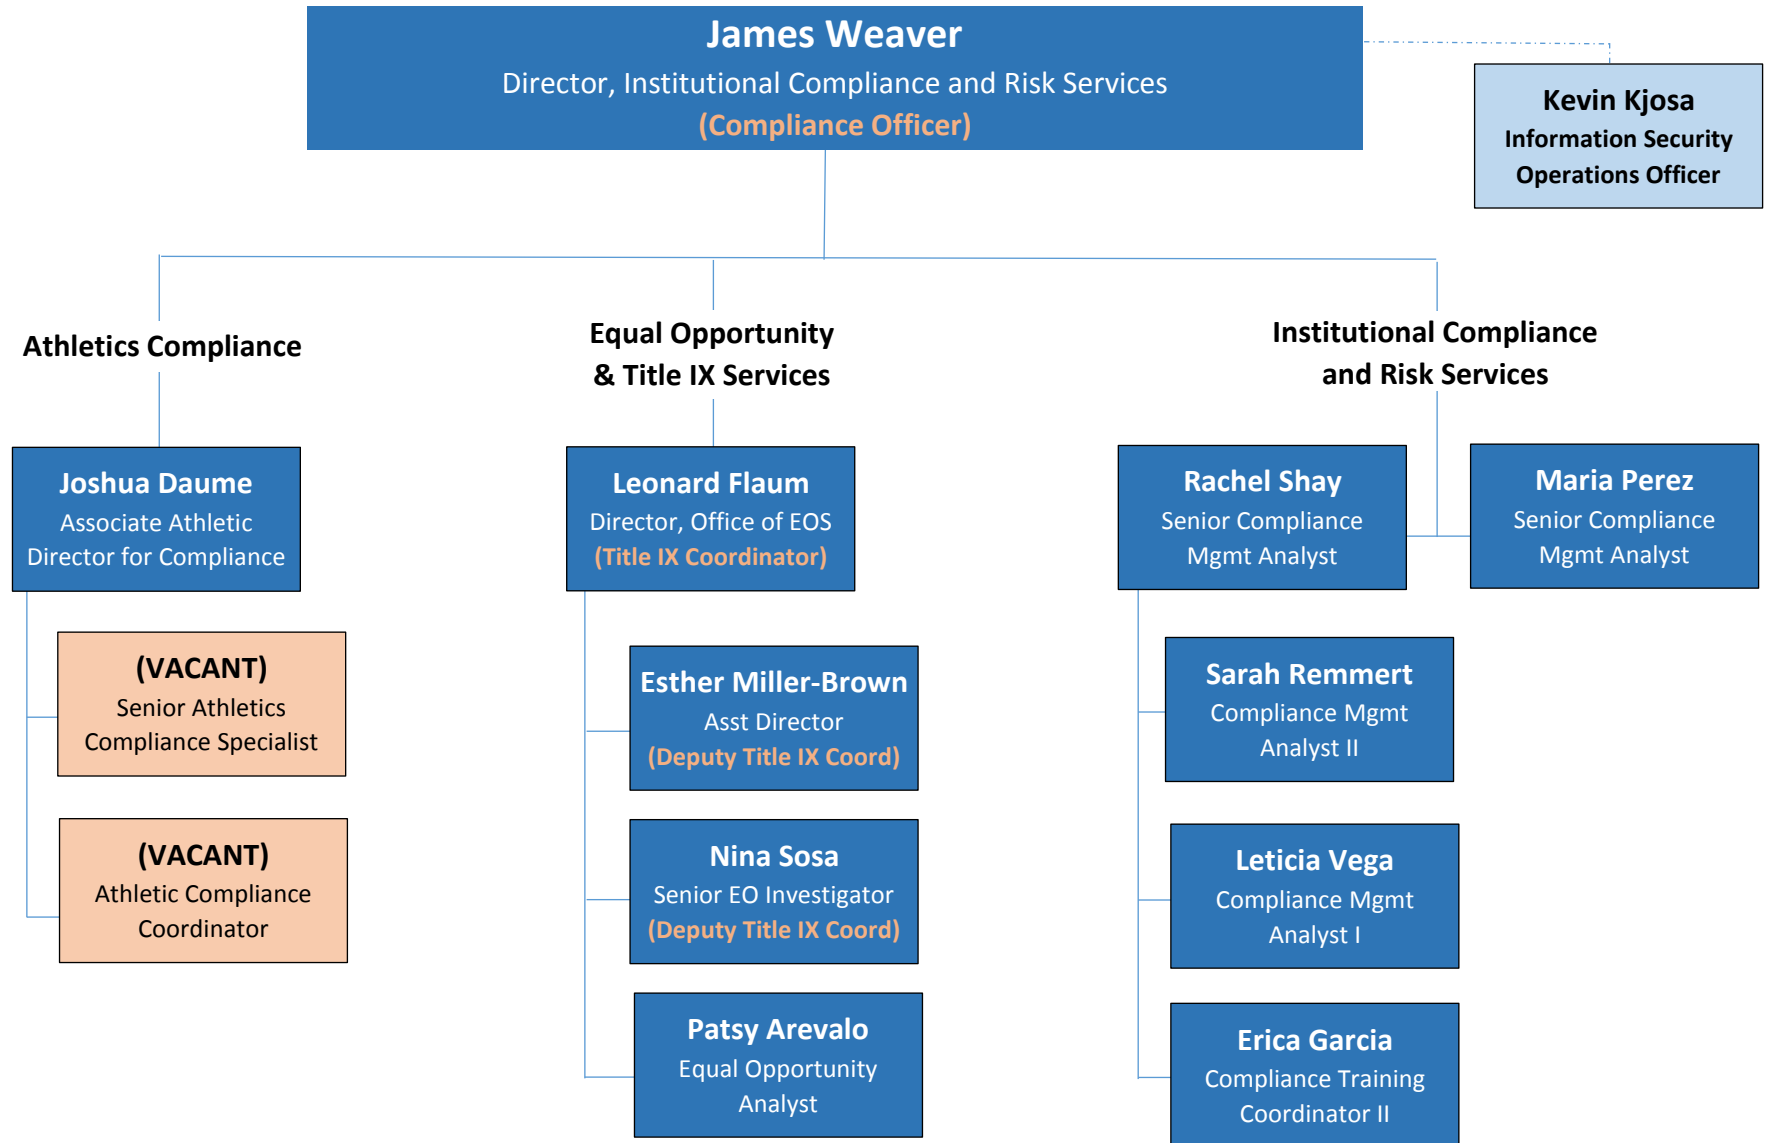 James Weaver
Director, Institutional Compliance and Risk Services
(Compliance Officer)
Kevin Kjosa
Information Security
Operations Officer
Athletics Compliance
Equal Opportunity
& Title IX Services
Institutional Compliance
and Risk Services
Joshua Daume
Associate Athletic
Director for Compliance
(VACANT)
Senior Athletics
Compliance Specialist
(VACANT)
Athletic Compliance
Coordinator
Leonard Flaum
Director, Office of EOS
(Title IX Coordinator)
Esther Miller-Brown
Asst Director
(Deputy Title IX Coord)
Nina Sosa
Senior EO Investigator
(Deputy Title IX Coord)
Patsy Arevalo
Equal Opportunity
Analyst
Rachel Shay
Senior Compliance
Mgmt Analyst
Maria Perez
Senior Compliance
Mgmt Analyst
Sarah Remmert
Compliance Mgmt
Analyst II
Leticia Vega
Compliance Mgmt
Analyst I
Erica Garcia
Compliance Training
Coordinator II